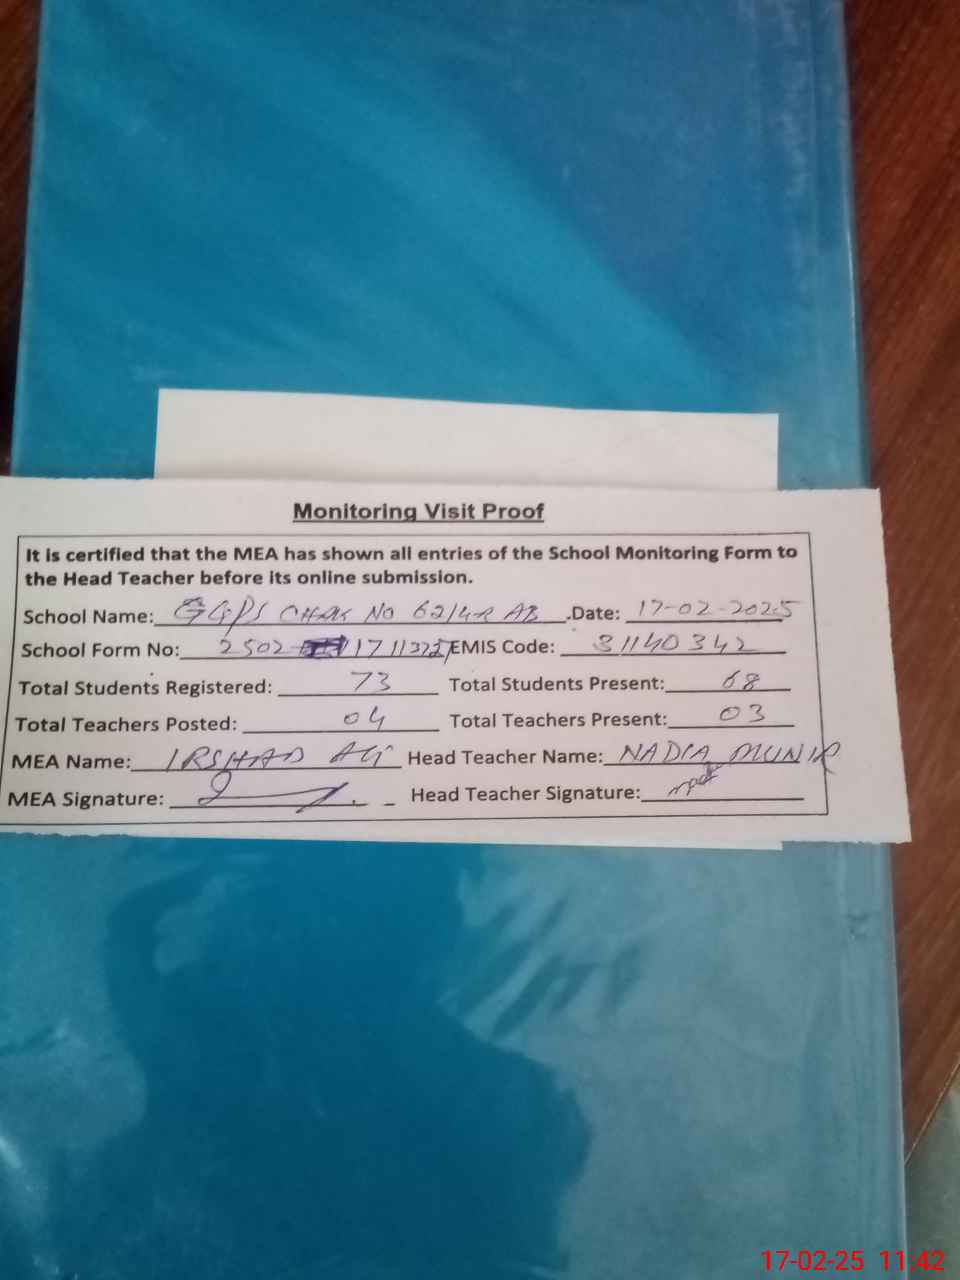 Monitoring Visit Proof
It is certified that the MEA has shown all entries of the School Monitoring Form to
the Head Teacher before its online submission.
School Name: GGPS CHAK NO 62/4-R AB .Date: 17-02-2025
School Form No: 2502- EMIS Code: 31140342
Total Students Registered: 73 Total Students Present: 68
Total Teachers Posted: 04 Total Teachers Present: 03
MEA Name: IRSHAD ALI Head Teacher Name: NADIA MUNIR
MEA Signature: Head Teacher Signature:
17-02-25 11:42